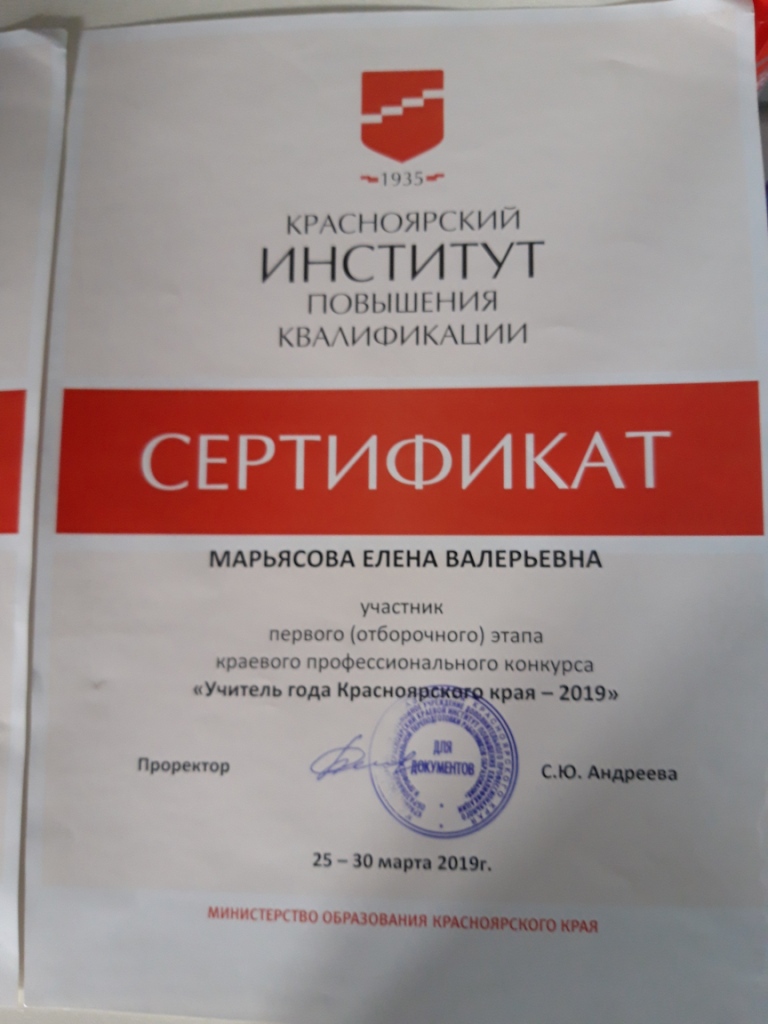 1935
КРАСНОЯРСКИЙ
ИНСТИТУТ
ПОВЫШЕНИЯ
КВАЛИФИКАЦИИ
СЕРТИФИКАТ
МАРЬЯСОВА ЕЛЕНА ВАЛЕРЬЕВНА
участник
первого (отборочного) этапа
краевого профессионального конкурса
«Учитель года Красноярского края – 2019»
Проректор
ДЛЯ
ДОКУМЕНТОВ
С.Ю. Андреева
25 – 30 марта 2019г.
МИНИСТЕРСТВО ОБРАЗОВАНИЯ КРАСНОЯРСКОГО КРАЯ